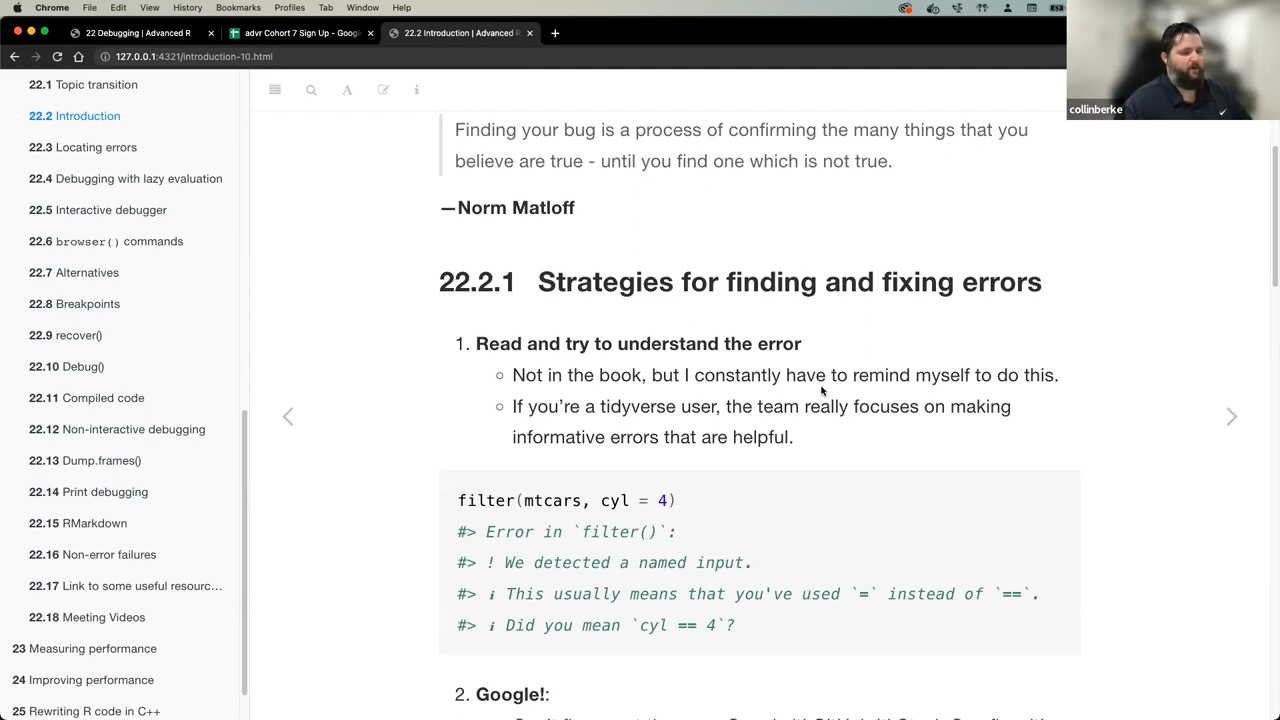 Chrome File Edit View History Bookmarks Profiles Tab Window Help
22 Debugging | Advanced R
advr Cohort 7 Sign Up - Googl
22.2 Introduction | Advanced R
127.0.0.1:4321/introduction-10.html
collinberke
22.1 Topic transition
22.2 Introduction
22.3 Locating errors
22.4 Debugging with lazy evaluation
22.5 Interactive debugger
22.6 browser() commands
22.7 Alternatives
22.8 Breakpoints
22.9 recover()
22.10 Debug()
22.11 Compiled code
22.12 Non-interactive debugging
22.13 Dump.frames()
22.14 Print debugging
22.15 RMarkdown
22.16 Non-error failures
22.17 Link to some useful resourc…
22.18 Meeting Videos
23 Measuring performance
24 Improving performance
25 Rewriting R code in C++
Finding your bug is a process of confirming the many things that you
believe are true - until you find one which is not true.
—Norm Matloff
22.2.1 Strategies for finding and fixing errors
1. Read and try to understand the error
○ Not in the book, but I constantly have to remind myself to do this.
○ If you’re a tidyverse user, the team really focuses on making
informative errors that are helpful.
filter(mtcars, cyl = 4)
#> Error in `filter()`:
#> ! We detected a named input.
#> ℹ This usually means that you've used `=` instead of `==`.
#> ℹ Did you mean `cyl == 4`?
2. Google!: